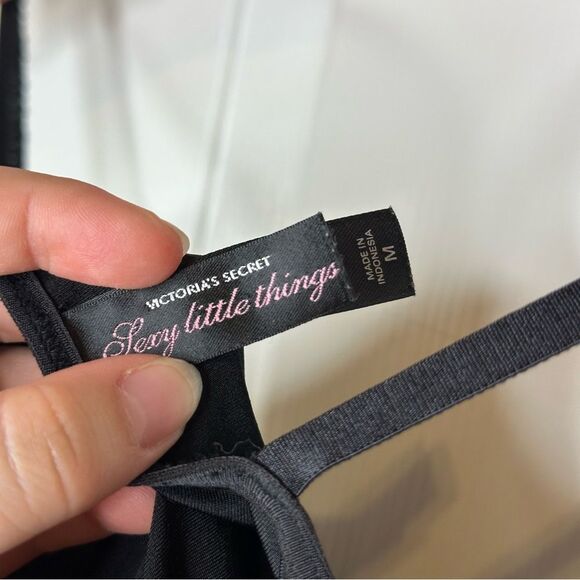 VICTORIA'S SECRET
Sexy little things
MADE IN
INDONESIA
M